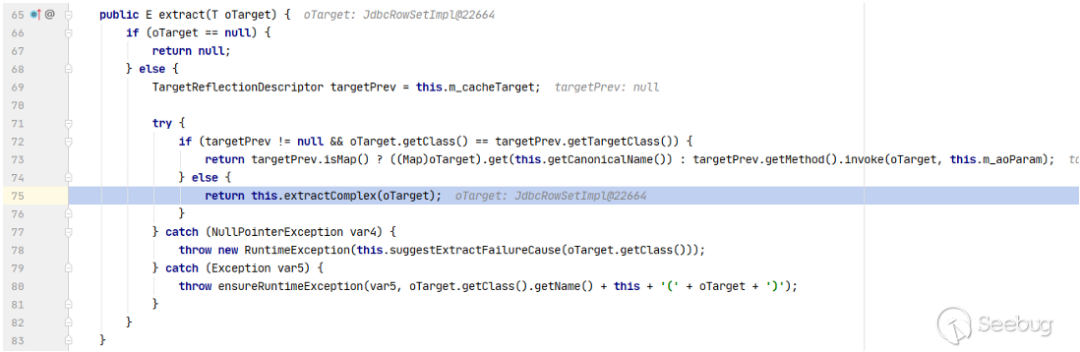 65 @ public E extract(T oTarget) { oTarget: JdbcRowSetImpl@22664
66 if (oTarget == null) {
67 return null;
68 } else {
69 TargetReflectionDescriptor targetPrev = this.m_cacheTarget; targetPrev: null
70
71 try {
72 if (targetPrev != null && oTarget.getClass() == targetPrev.getTargetClass()) {
73 return targetPrev.isMap() ? ((Map)oTarget).get(this.getCanonicalName()) : targetPrev.getMethod().invoke(oTarget, this.m_aoParam);
74 } else {
75 return this.extractComplex(oTarget); oTarget: JdbcRowSetImpl@22664
76 }
77 } catch (NullPointerException var4) {
78 throw new RuntimeException(this.suggestExtractFailureCause(oTarget.getClass()));
79 } catch (Exception var5) {
80 throw ensureRuntimeException(var5, oTarget.getClass().getName() + this + '(' + oTarget + ')');
81 }
82 }
83 }
Seebug